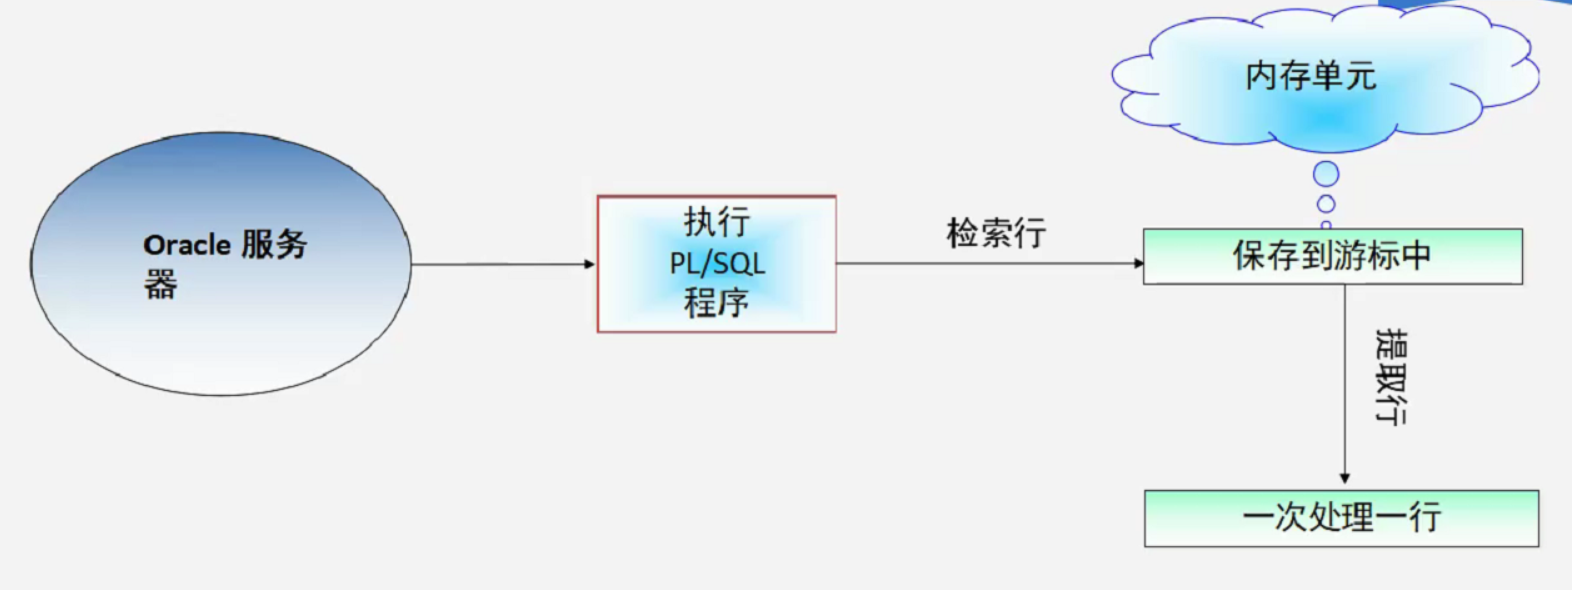 内存单元
Oracle 服务
器
执行
PL/SQL
程序
检索行
保存到游标中
提取行
一次处理一行